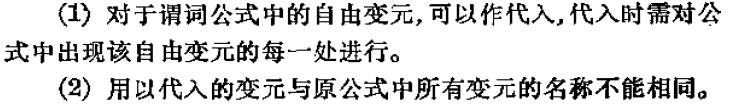 (1) 对于谓词公式中的自由变元,可以作代入,代入时需对公
式中出现该自由变元的每一处进行。
(2) 用以代入的变元与原公式中所有变元的名称不能相同。